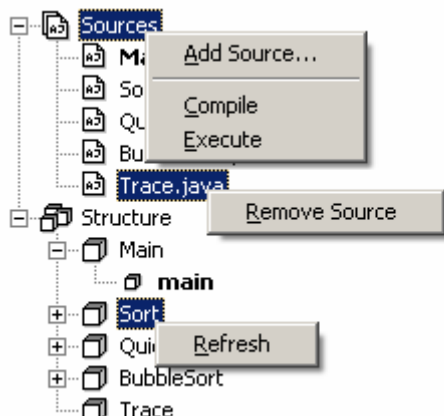 Sources
Add Source...
Compile
Execute
Trace.java
Remove Source
Structure
Main
main
Sort
Refresh
BubbleSort
Trace